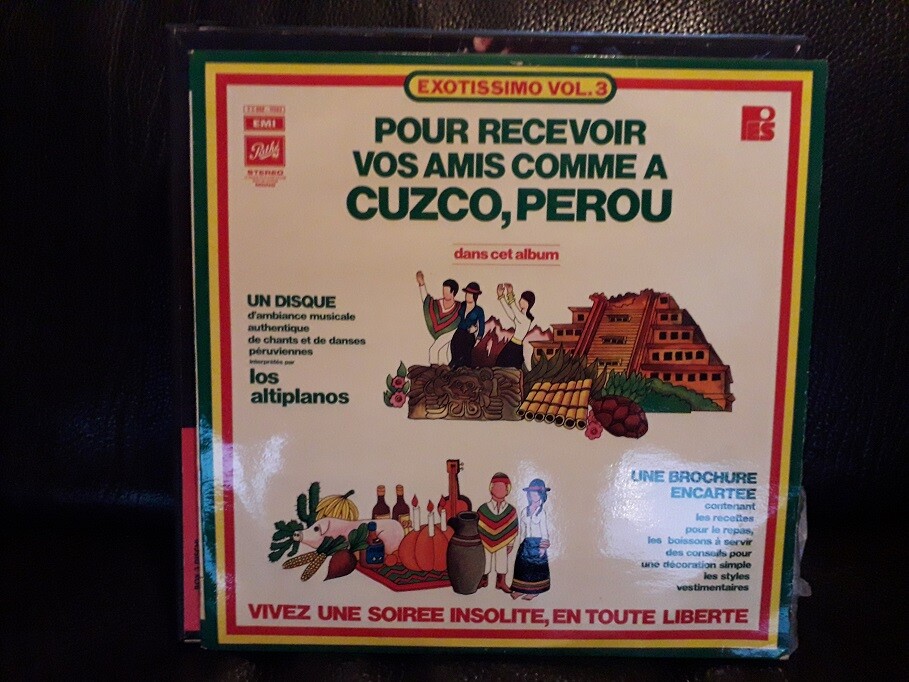 EXOTISSIMO VOL.3
EMI
Pathé
STEREO
PES
POUR RECEVOIR
VOS AMIS COMME A
CUZCO, PEROU
dans cet album
UN DISQUE
d'ambiance musicale
authentique
de chants et de danses
péruviennes
interprétés par
los
altiplanos
UNE BROCHURE
ENCARTEE
contenant
les recettes
pour le repas,
les boissons à servir
des conseils pour
une décoration simple
les styles
vestimentaires
VIVEZ UNE SOIREE INSOLITE, EN TOUTE LIBERTE